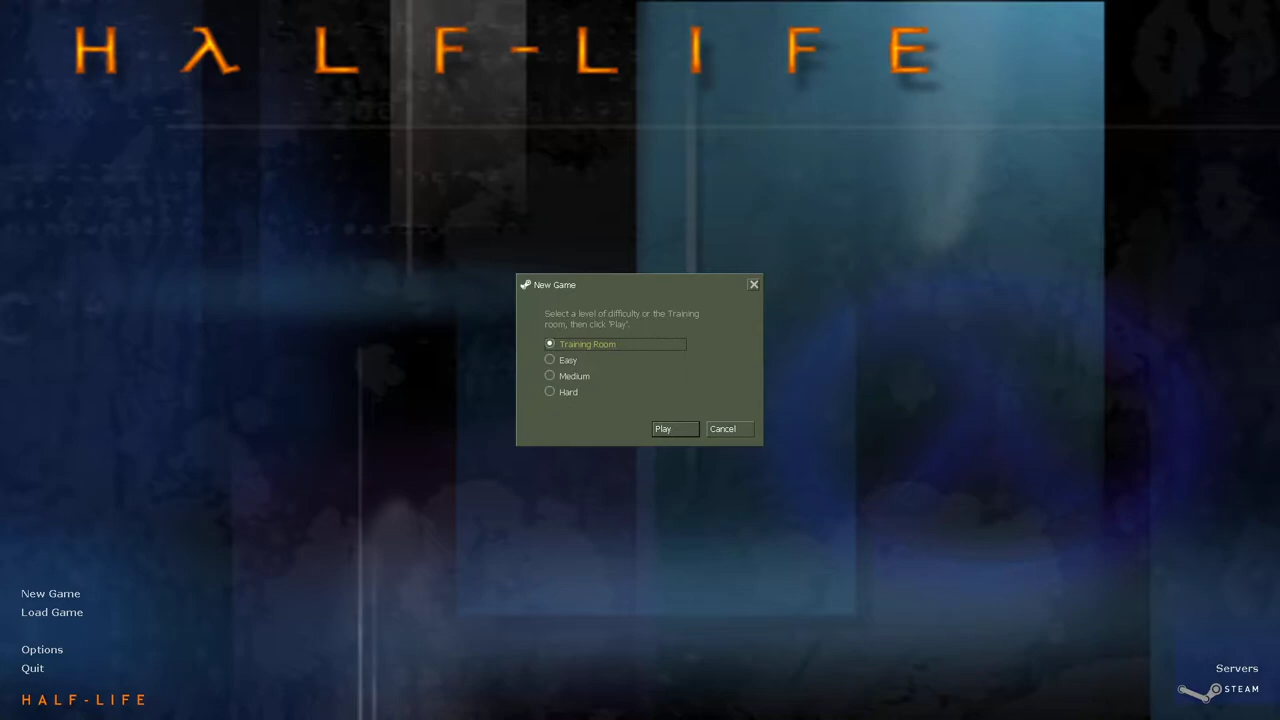 HλLF-LIFE
New Game
Select a level of difficulty or the Training
room, then click 'Play'.
Training Room
Easy
Medium
Hard
Play
Cancel
New Game
Load Game
Options
Quit
HALF-LIFE
Servers
STEAM